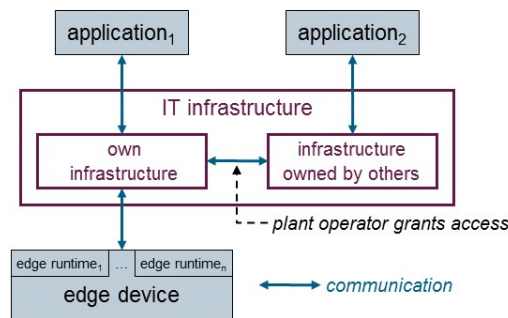 application₁
application₂
IT infrastructure
own
infrastructure
infrastructure
owned by others
plant operator grants access
edge runtime₁
...
edge runtimeₙ
edge device
communication